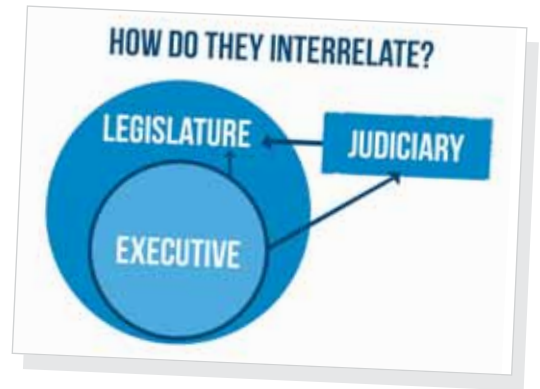 HOW DO THEY INTERRELATE?
LEGISLATURE
JUDICIARY
EXECUTIVE